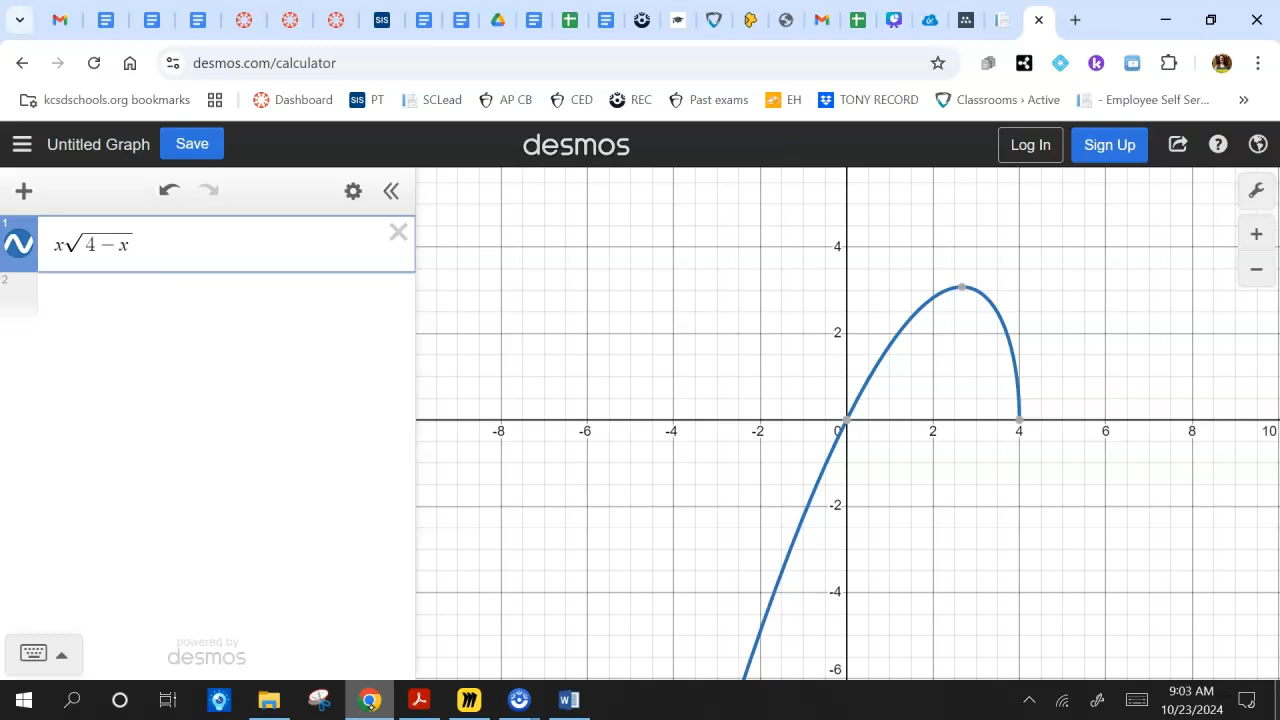 SIS
desmos.com/calculator
kcsdschools.org bookmarks
Dashboard
SIS PT
SCLead
AP CB
CED
REC
Past exams
EH
TONY RECORD
Classrooms › Active
- Employee Self Ser...
Untitled Graph
Save
desmos
Log In
Sign Up
1
x√4 − x
2
powered by
desmos
4
2
-8 -6 -4 -2 0 2 4 6 8 10
-2
-4
-6
9:03 AM
10/23/2024